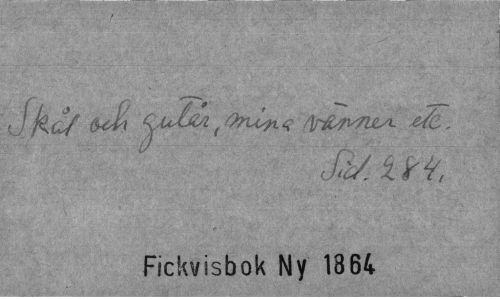 Skål och gutår, mina vänner etc.
Sid. 284.
Fickvisbok Ny 1864